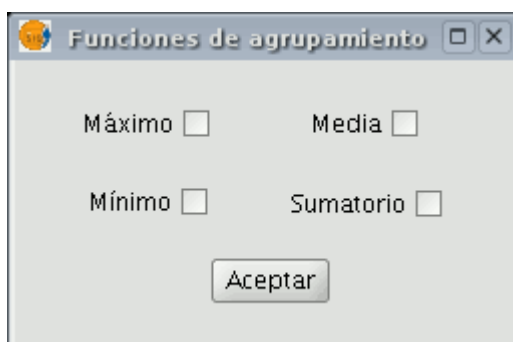 Funciones de agrupamiento
Máximo Media
Mínimo Sumatorio
Aceptar